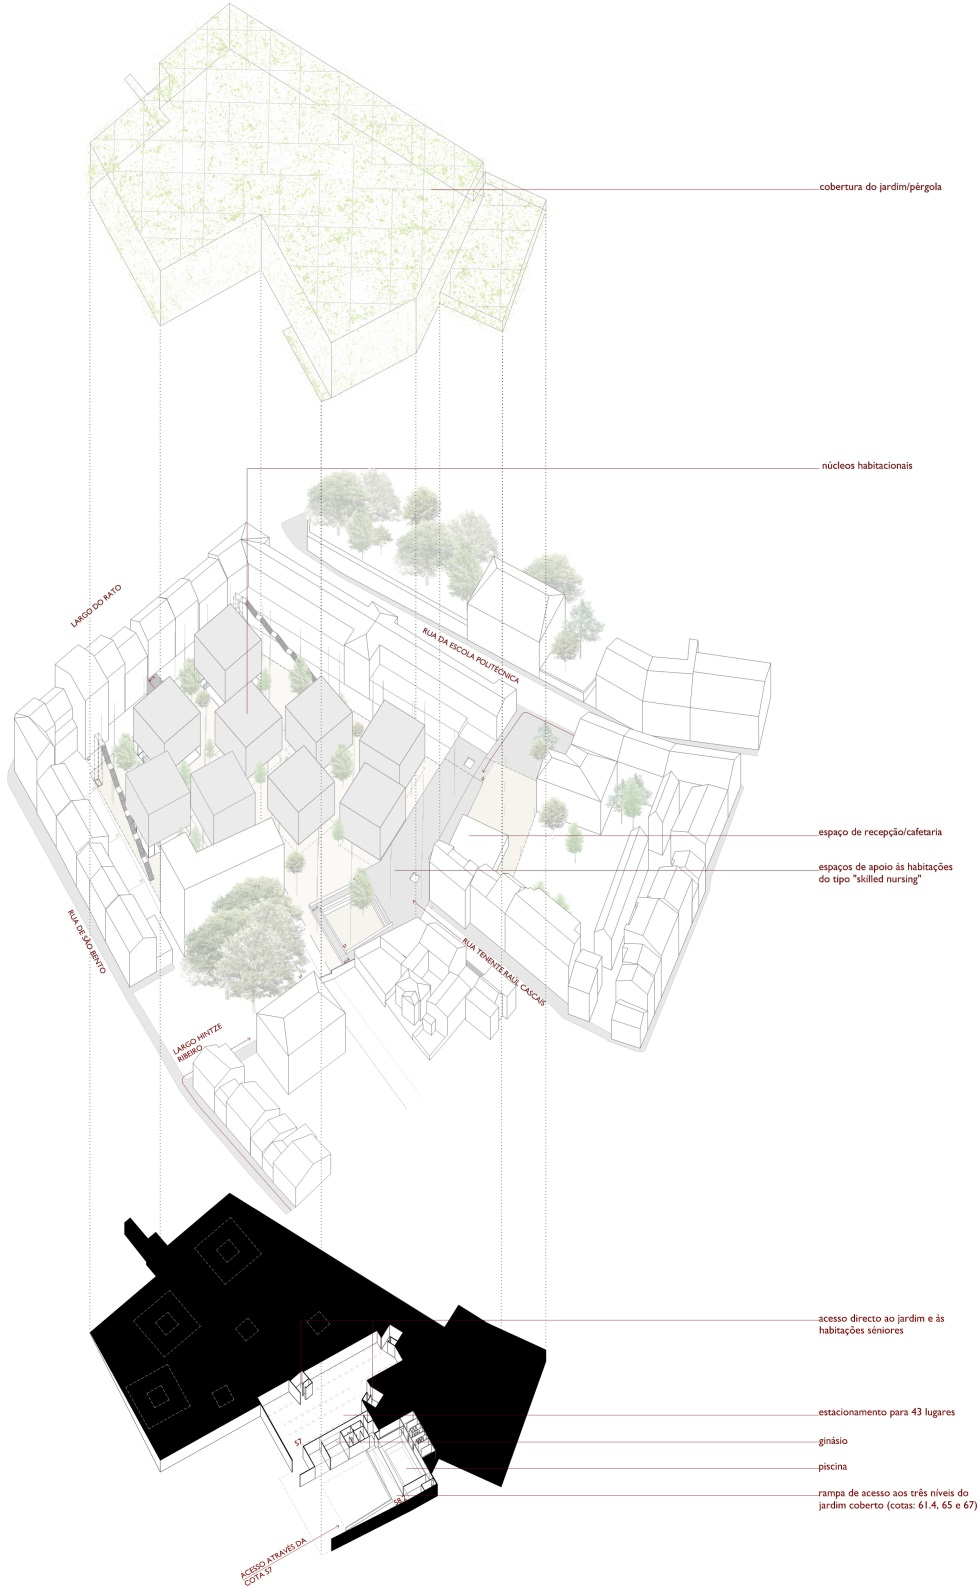 cobertura do jardim/pérgola
núcleos habitacionais
LARGO DO RATO
RUA DA ESCOLA POLITÉCNICA
espaço de recepção/cafetaria
espaços de apoio às habitações
do tipo "skilled nursing"
RUA DE SÃO BENTO
RUA TENENTE RAÚL CASCAIS
LARGO HINTZE
RIBEIRO
acesso directo ao jardim e às
habitações séniores
estacionamento para 43 lugares
57
ginásio
piscina
rampa de acesso aos três níveis do
jardim coberto (cotas: 61.4, 65 e 67)
58
ACESSO ATRAVÉS DA
COTA 57